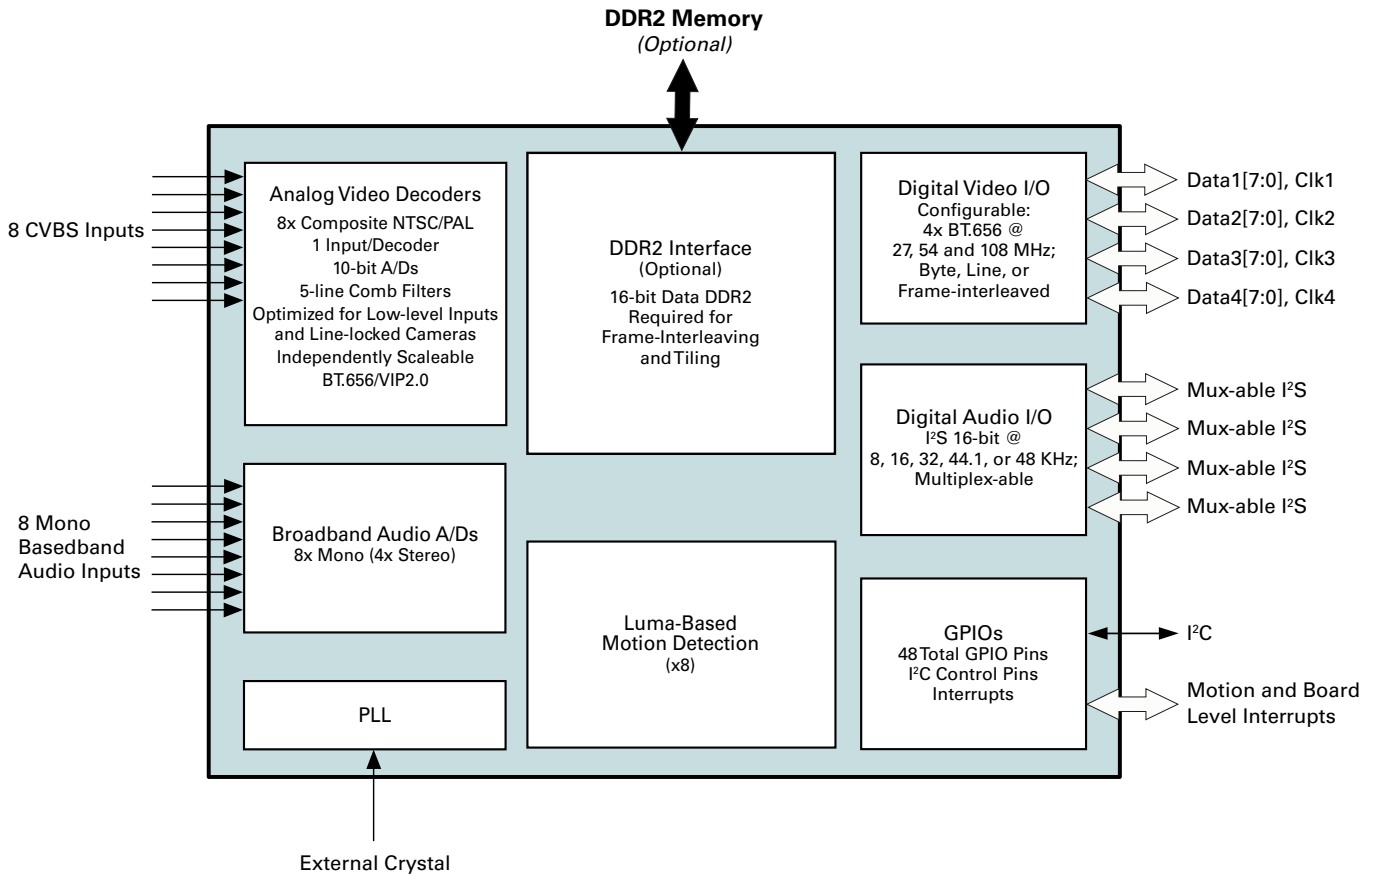 DDR2 Memory
(Optional)
8 CVBS Inputs
Analog Video Decoders
8x Composite NTSC/PAL
1 Input/Decoder
10-bit A/Ds
5-line Comb Filters
Optimized for Low-level Inputs
and Line-locked Cameras
Independently Scaleable
BT.656/VIP2.0
DDR2 Interface
(Optional)
16-bit Data DDR2
Required for
Frame-Interleaving
and Tiling
Digital Video I/O
Configurable:
4x BT.656 @
27, 54 and 108 MHz;
Byte, Line, or
Frame-interleaved
Data1[7:0], Clk1
Data2[7:0], Clk2
Data3[7:0], Clk3
Data4[7:0], Clk4
Digital Audio I/O
I²S 16-bit @
8, 16, 32, 44.1, or 48 KHz;
Multiplex-able
Mux-able I²S
Mux-able I²S
Mux-able I²S
Mux-able I²S
8 Mono
Basedband
Audio Inputs
Broadband Audio A/Ds
8x Mono (4x Stereo)
Luma-Based
Motion Detection
(x8)
GPIOs
48 Total GPIO Pins
I²C Control Pins
Interrupts
I²C
Motion and Board
Level Interrupts
PLL
External Crystal